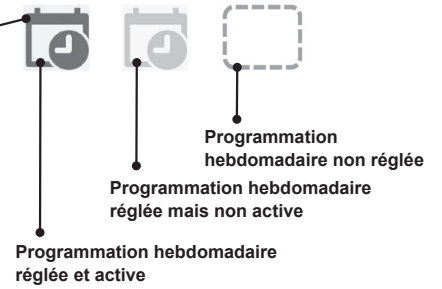 Programmation
hebdomadaire non réglée
Programmation hebdomadaire
réglée mais non active
Programmation hebdomadaire
réglée et active